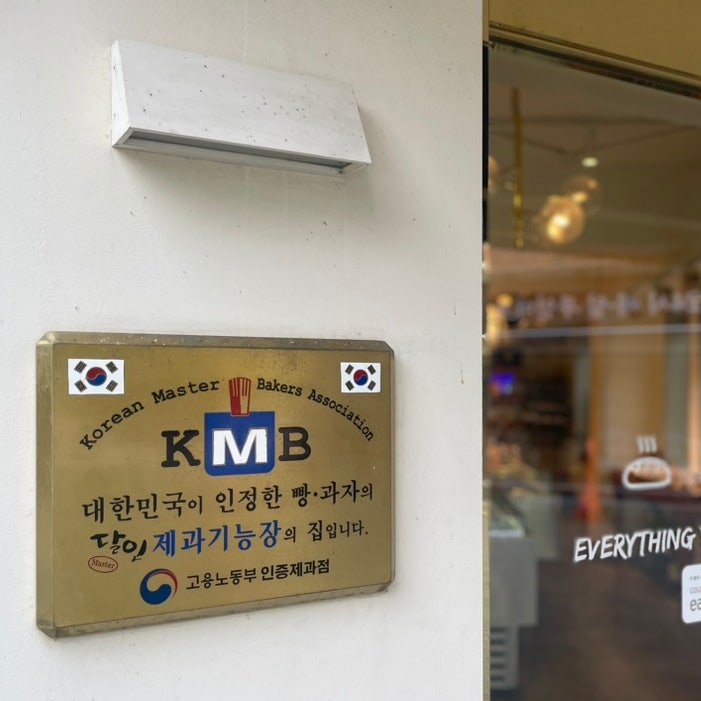 Korean Master Bakers Association
KMB
대한민국이 인정한 빵·과자의
달인 제과기능장의 집입니다.
Master
고용노동부 인증제과점
EVERYTHING